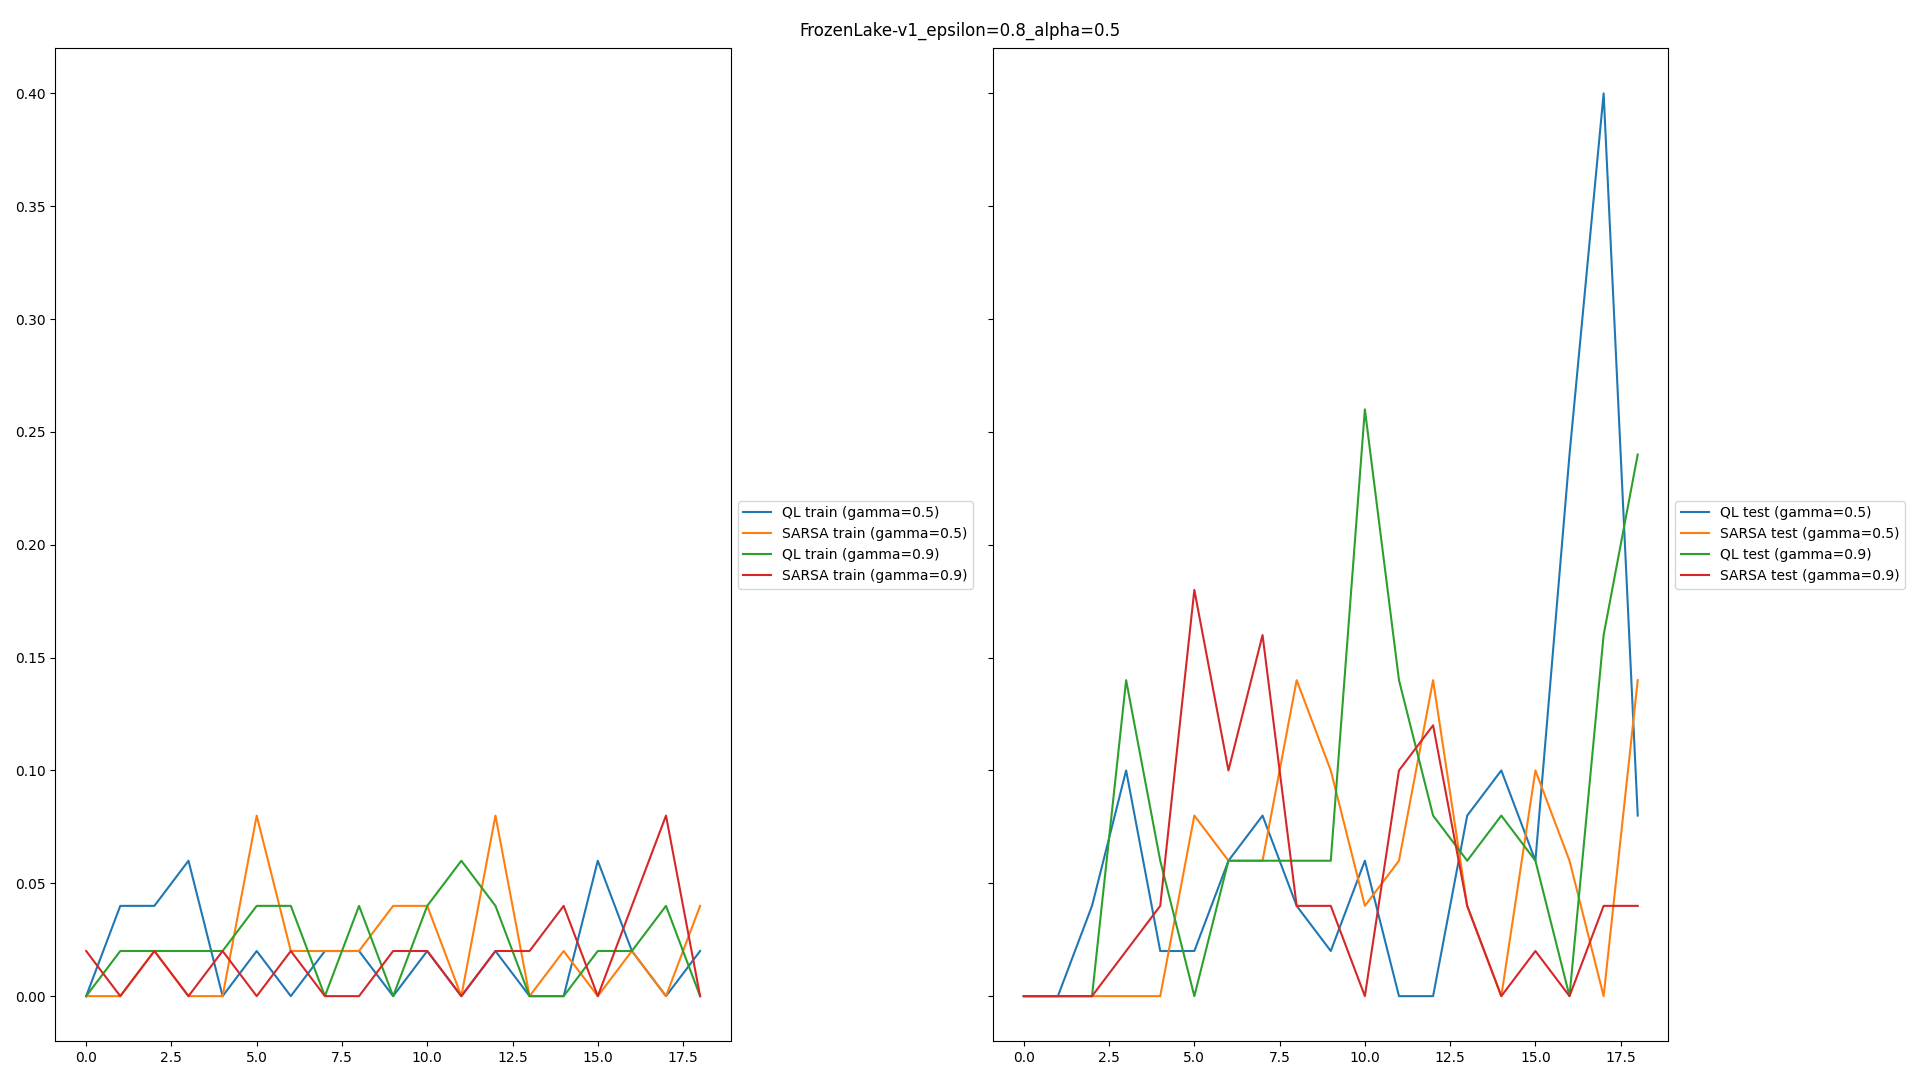 FrozenLake-v1_epsilon=0.8_alpha=0.5
0.40
0.35
0.30
0.25
0.20
0.15
0.10
0.05
0.00
0.0 2.5 5.0 7.5 10.0 12.5 15.0 17.5
QL train (gamma=0.5)
SARSA train (gamma=0.5)
QL train (gamma=0.9)
SARSA train (gamma=0.9)
0.0 2.5 5.0 7.5 10.0 12.5 15.0 17.5
QL test (gamma=0.5)
SARSA test (gamma=0.5)
QL test (gamma=0.9)
SARSA test (gamma=0.9)